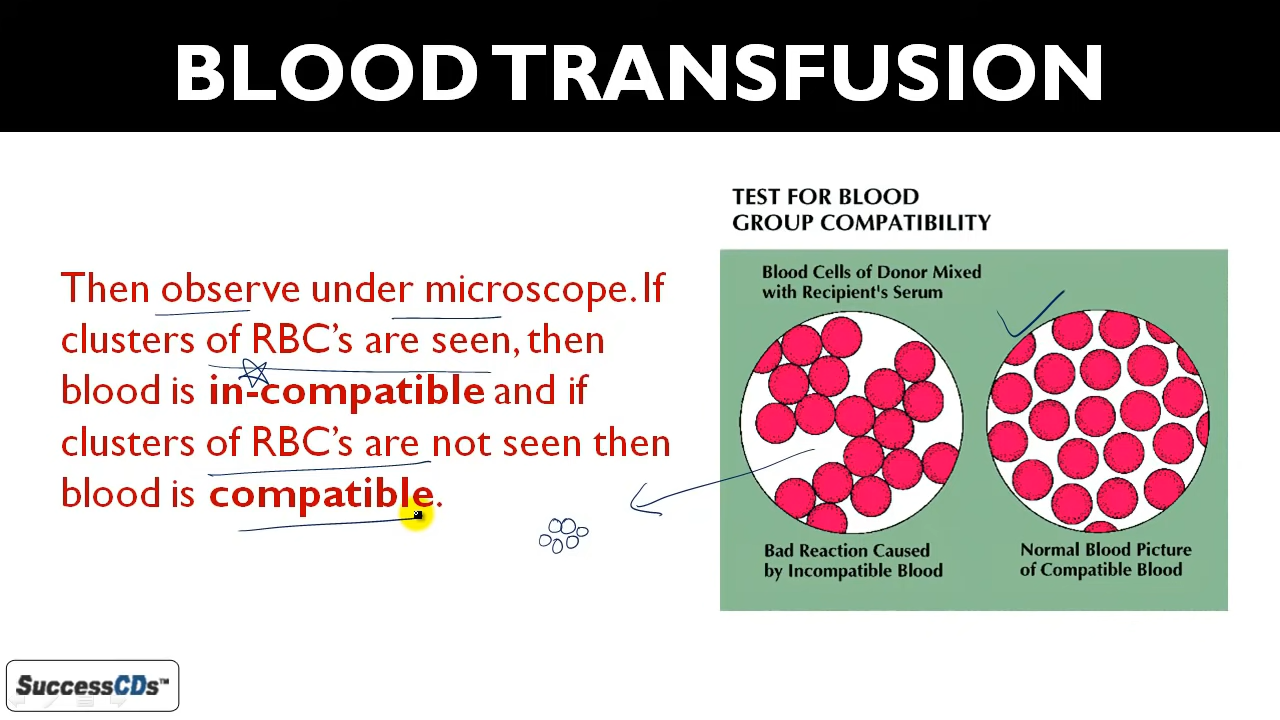 BLOOD TRANSFUSION
Then observe under microscope. If
clusters of RBC's are seen, then
blood is in-compatible and if
clusters of RBC's are not seen then
blood is compatible.
TEST FOR BLOOD
GROUP COMPATIBILITY
Blood Cells of Donor Mixed
with Recipient's Serum
Bad Reaction Caused
by Incompatible Blood
Normal Blood Picture
of Compatible Blood
SuccessCDs™